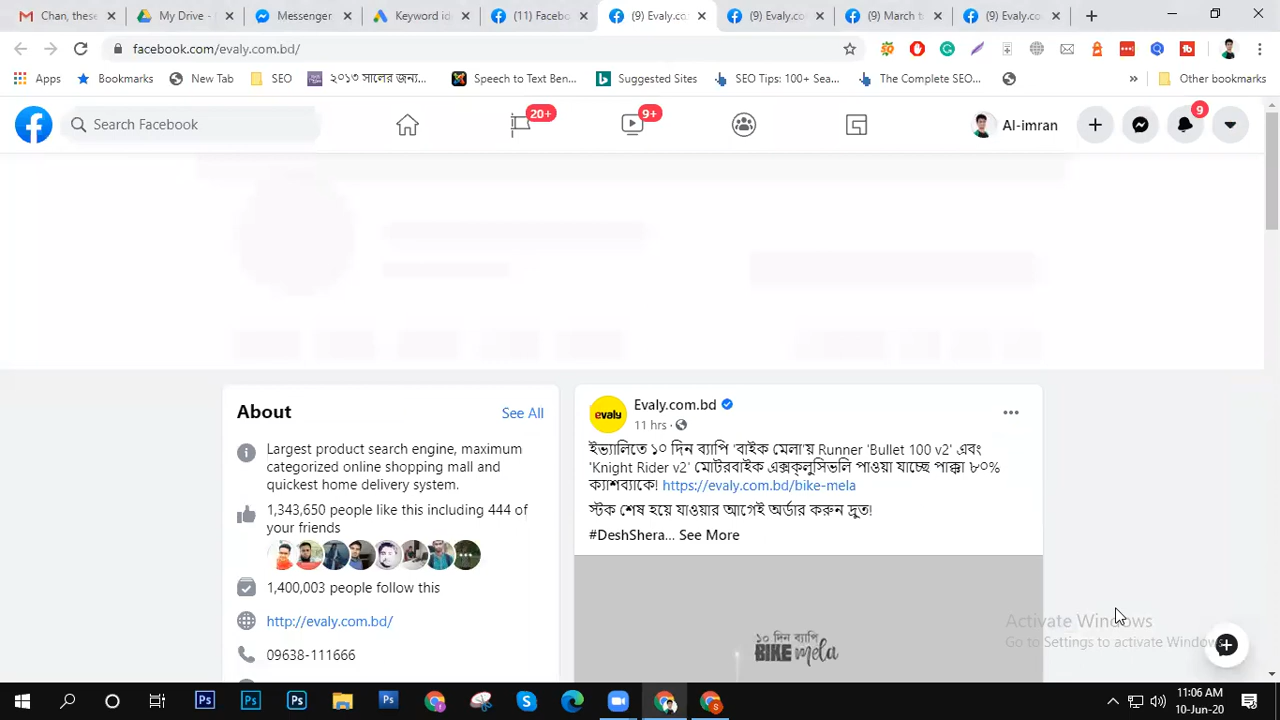 Chan, these
My Drive -
Messenger
Keyword id
(11) Facebo
(9) Evaly.co
(9) Evaly.co
(9) March t
(9) Evaly.co
facebook.com/evaly.com.bd/
Apps
Bookmarks
New Tab
SEO
২০১৩ সালের জন্য...
Speech to Text Ben...
Suggested Sites
SEO Tips: 100+ Sea...
The Complete SEO...
»
Other bookmarks
Search Facebook
20+
9+
Al-imran
9
About
See All
Largest product search engine, maximum
categorized online shopping mall and
quickest home delivery system.
1,343,650 people like this including 444 of
your friends
1,400,003 people follow this
http://evaly.com.bd/
09638-111666
evaly
Evaly.com.bd
11 hrs ·
ইভ্যালিতে ১০ দিন ব্যাপি 'বাইক মেলা'য় Runner 'Bullet 100 v2' এবং
'Knight Rider v2' মোটরবাইক এক্সক্লুসিভলি পাওয়া যাচ্ছে পাক্কা ৮০%
ক্যাশব্যাকে! https://evaly.com.bd/bike-mela
স্টক শেষ হয়ে যাওয়ার আগেই অর্ডার করুন দ্রুত!
#DeshShera... See More
১০ দিন ব্যাপি
BIKE mela
Activate Windows
Go to Settings to activate Windows.
11:06 AM
10-Jun-20